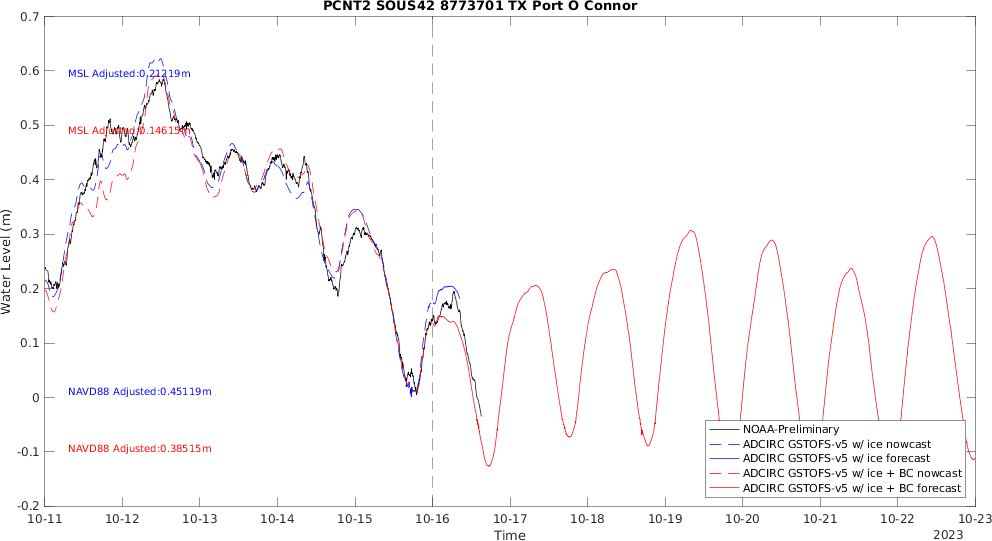 PCNT2 SOUS42 8773701 TX Port O Connor
0.7
0.6
0.5
0.4
0.3
0.2
0.1
0
-0.1
-0.2
Water Level (m)
MSL Adjusted:0.21219m
MSL Adjusted:0.14615m
NAVD88 Adjusted:0.45119m
NAVD88 Adjusted:0.38515m
NOAA-Preliminary
ADCIRC GSTOFS-v5 w/ ice nowcast
ADCIRC GSTOFS-v5 w/ ice forecast
ADCIRC GSTOFS-v5 w/ ice + BC nowcast
ADCIRC GSTOFS-v5 w/ ice + BC forecast
10-11 10-12 10-13 10-14 10-15 10-16 10-17 10-18 10-19 10-20 10-21 10-22 10-23
Time
2023